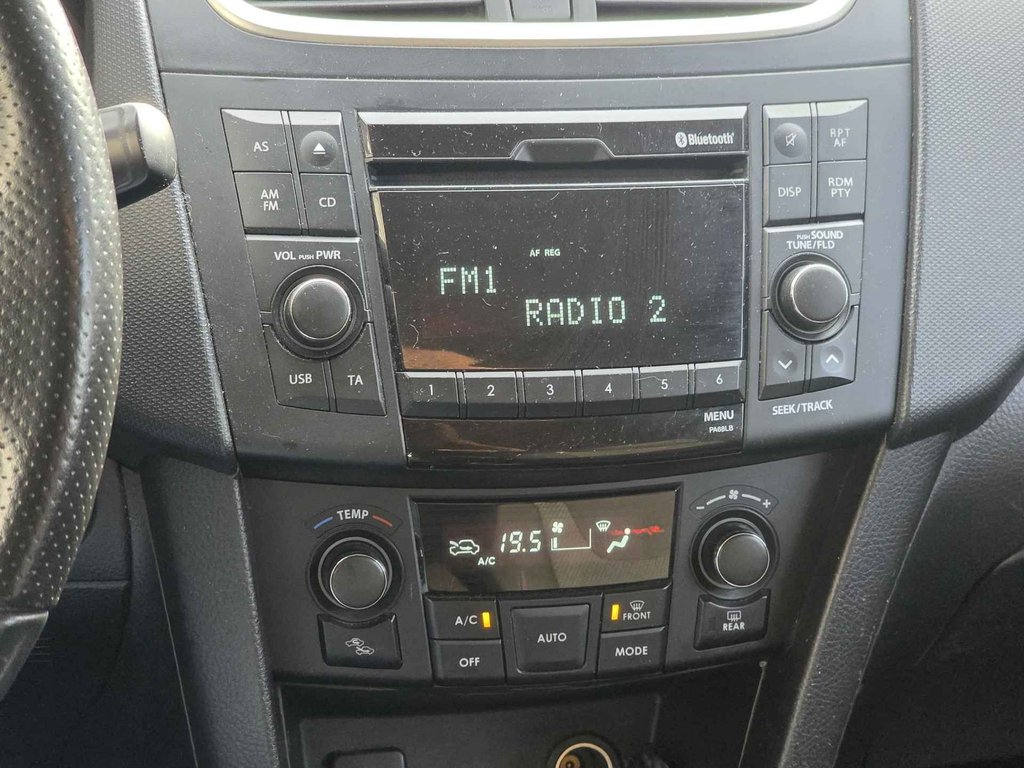 AS
AM
FM
CD
Bluetooth
RPT
AF
DISP
RDM
PTY
VOL PUSH PWR
PUSH SOUND
TUNE/FLD
AF REG
FM1
RADIO 2
USB
TA
1 2 3 4 5 6
MENU
PA68LB
SEEK/TRACK
TEMP
19.5
A/C
A/C
AUTO
FRONT
OFF
MODE
REAR